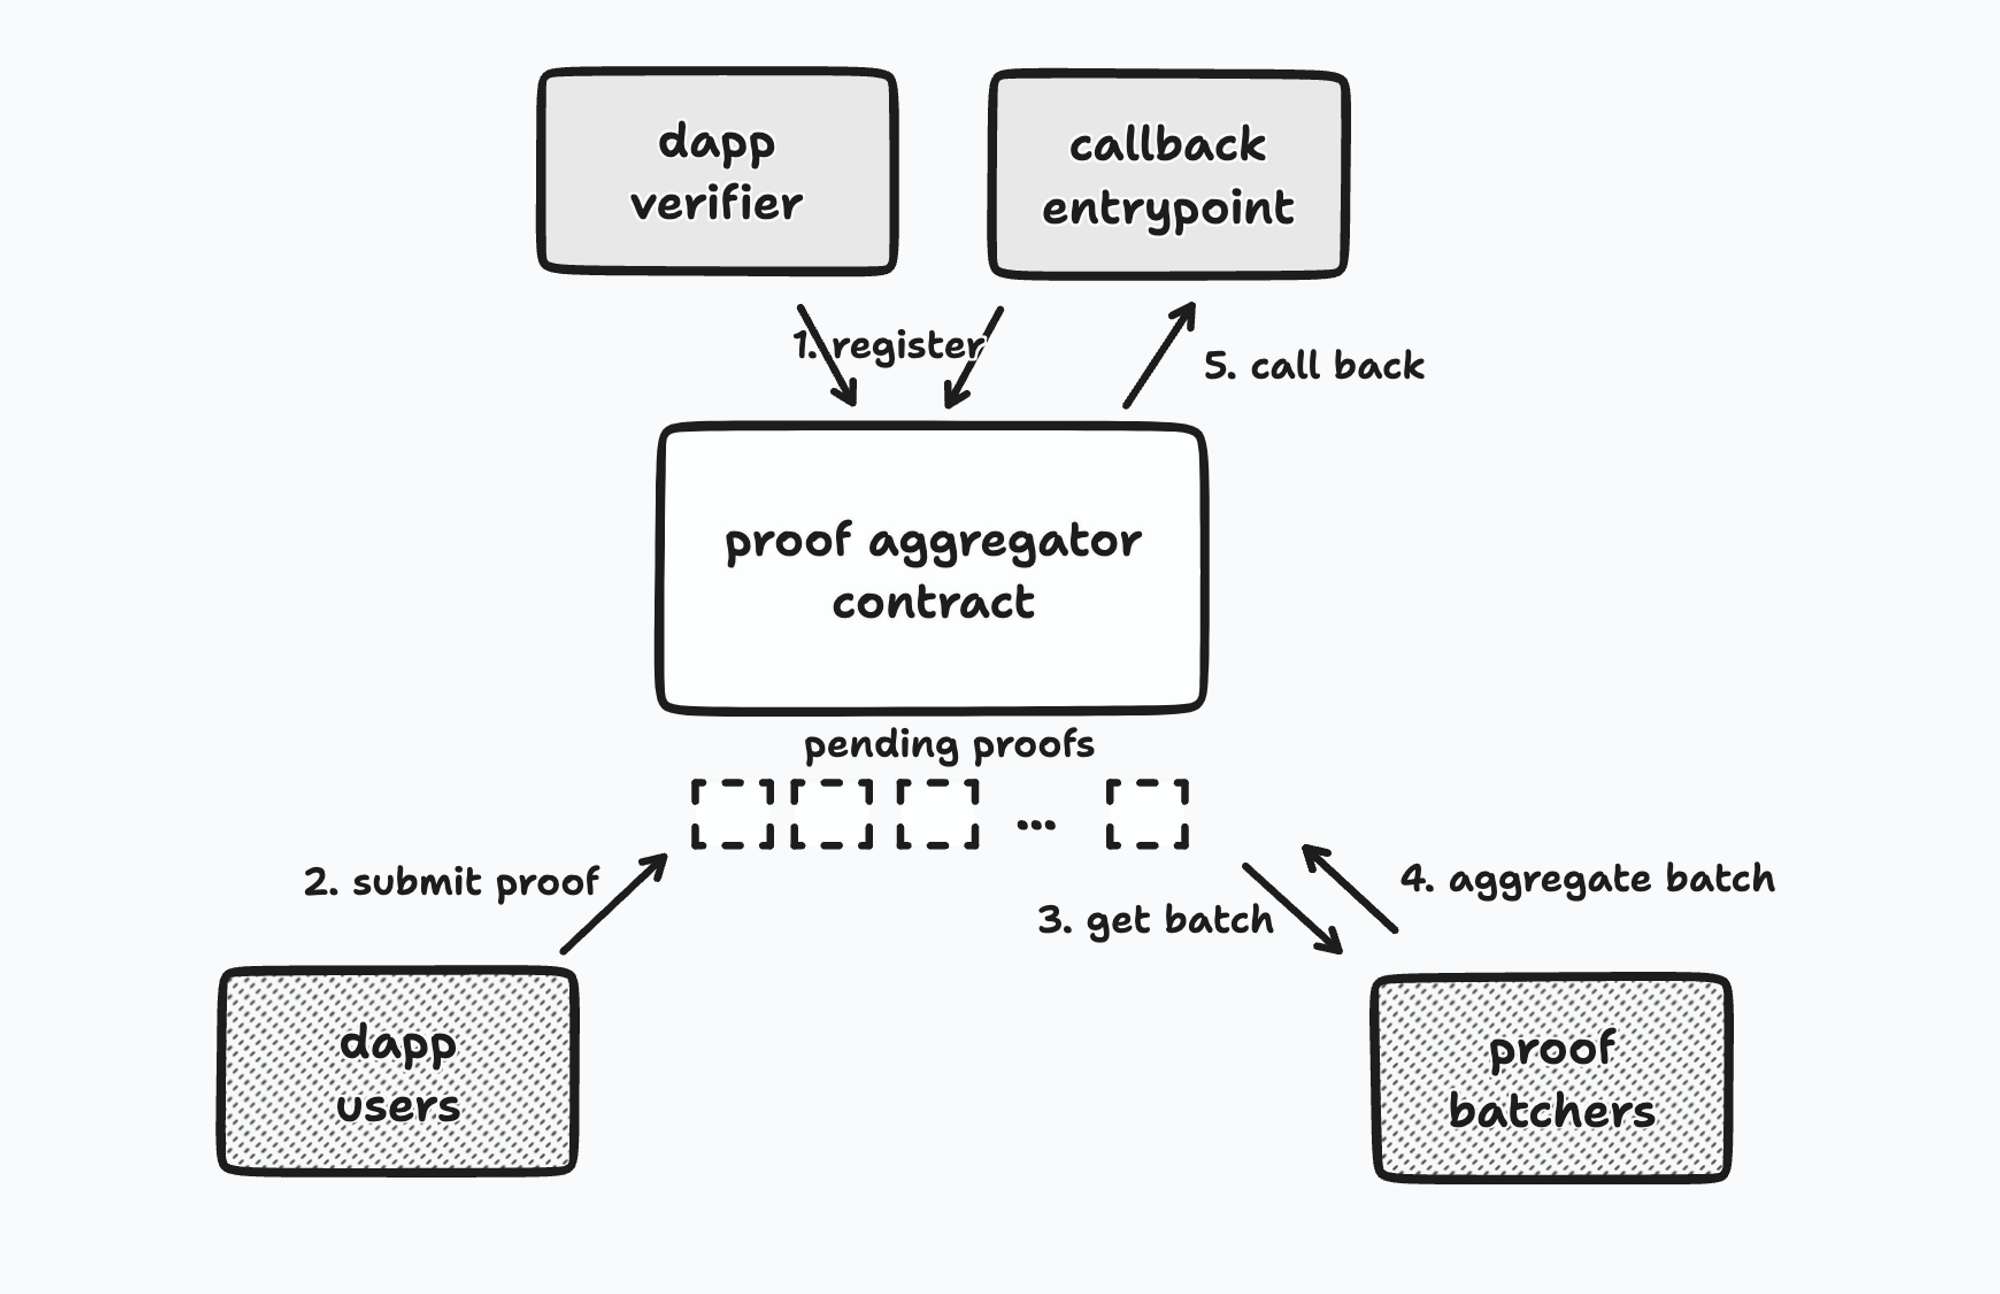 dapp
verifier
callback
entrypoint
1. register
5. call back
proof aggregator
contract
pending proofs
...
2. submit proof
3. get batch
4. aggregate batch
dapp
users
proof
batchers